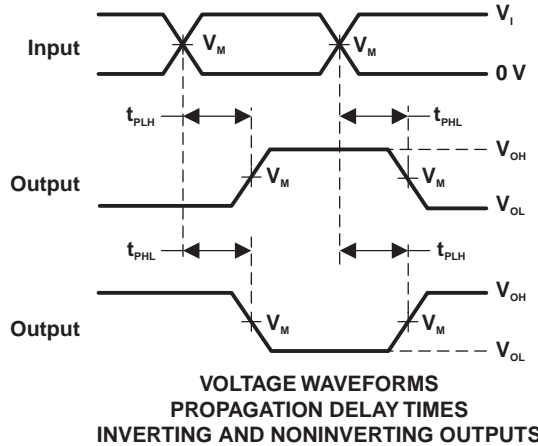 V_I
Input
V_M
V_M
0 V
t_PLH
t_PHL
V_OH
Output
V_M
V_M
V_OL
t_PHL
t_PLH
V_OH
Output
V_M
V_M
V_OL
VOLTAGE WAVEFORMS
PROPAGATION DELAY TIMES
INVERTING AND NONINVERTING OUTPUTS